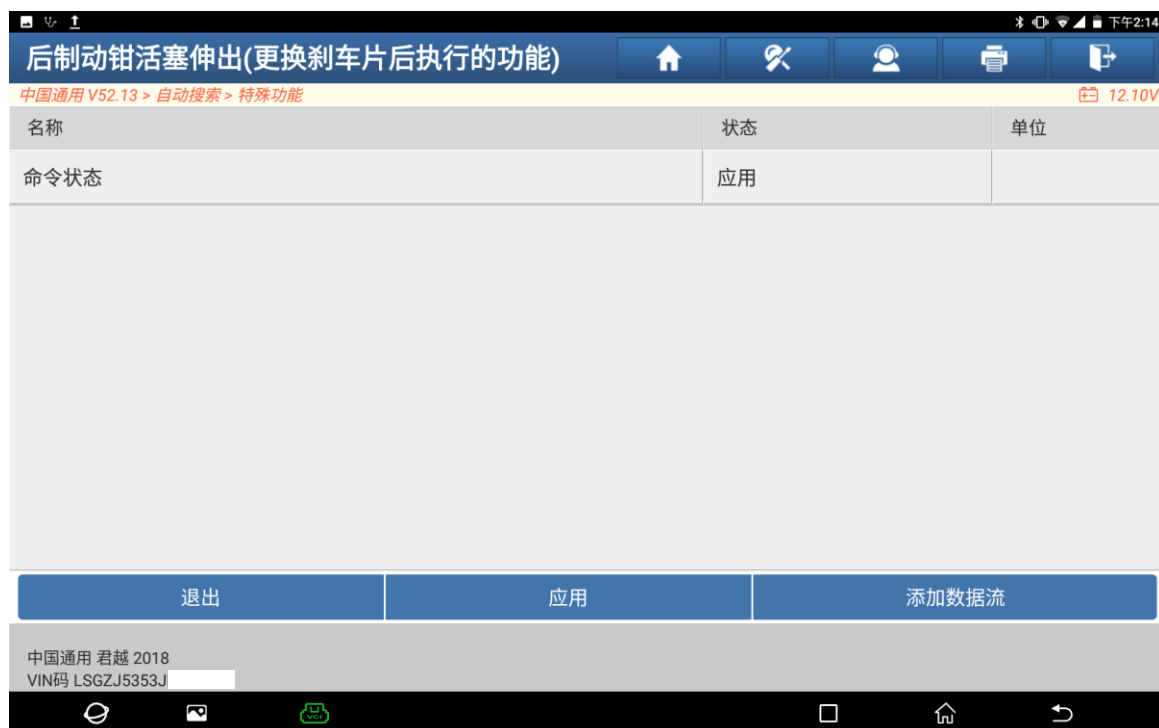 下午2:14
后制动钳活塞伸出(更换刹车片后执行的功能)
中国通用 V52.13 > 自动搜索 > 特殊功能 12.10V
名称 状态 单位
命令状态 应用
退出 应用 添加数据流
中国通用 君越 2018
VIN码 LSGZJ5353J
VCI